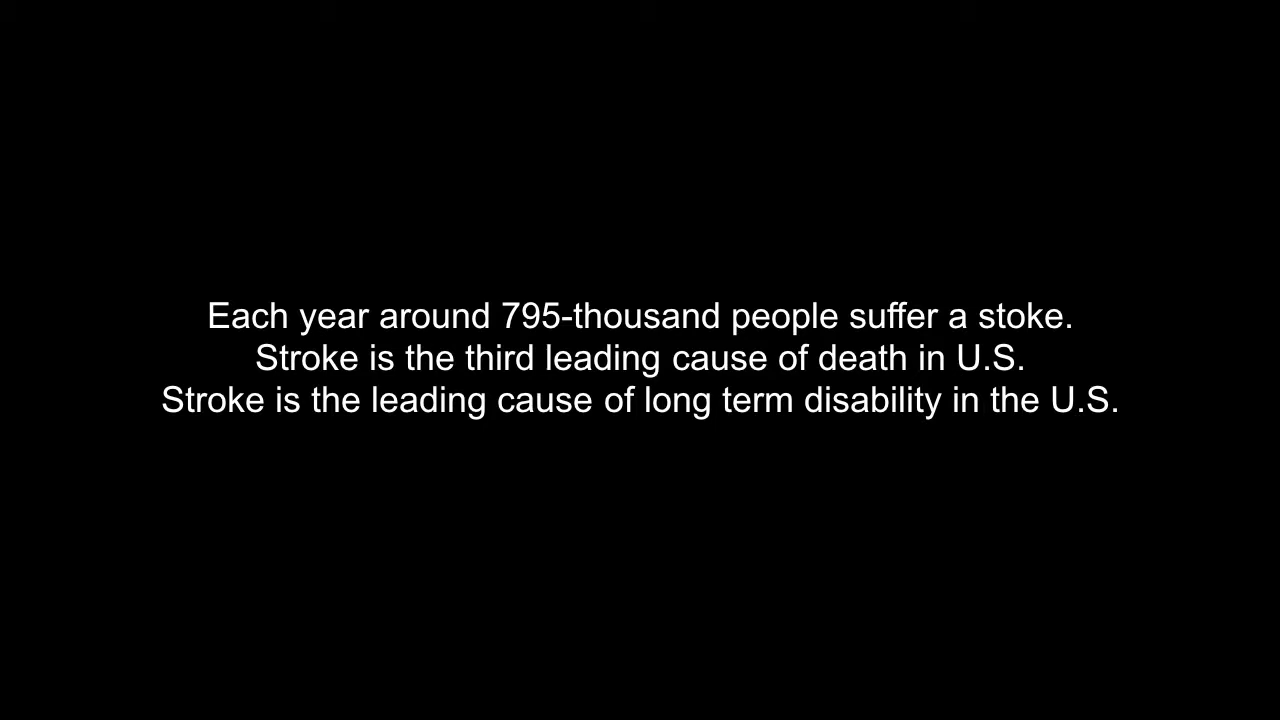 Each year around 795-thousand people suffer a stoke.
Stroke is the third leading cause of death in U.S.
Stroke is the leading cause of long term disability in the U.S.